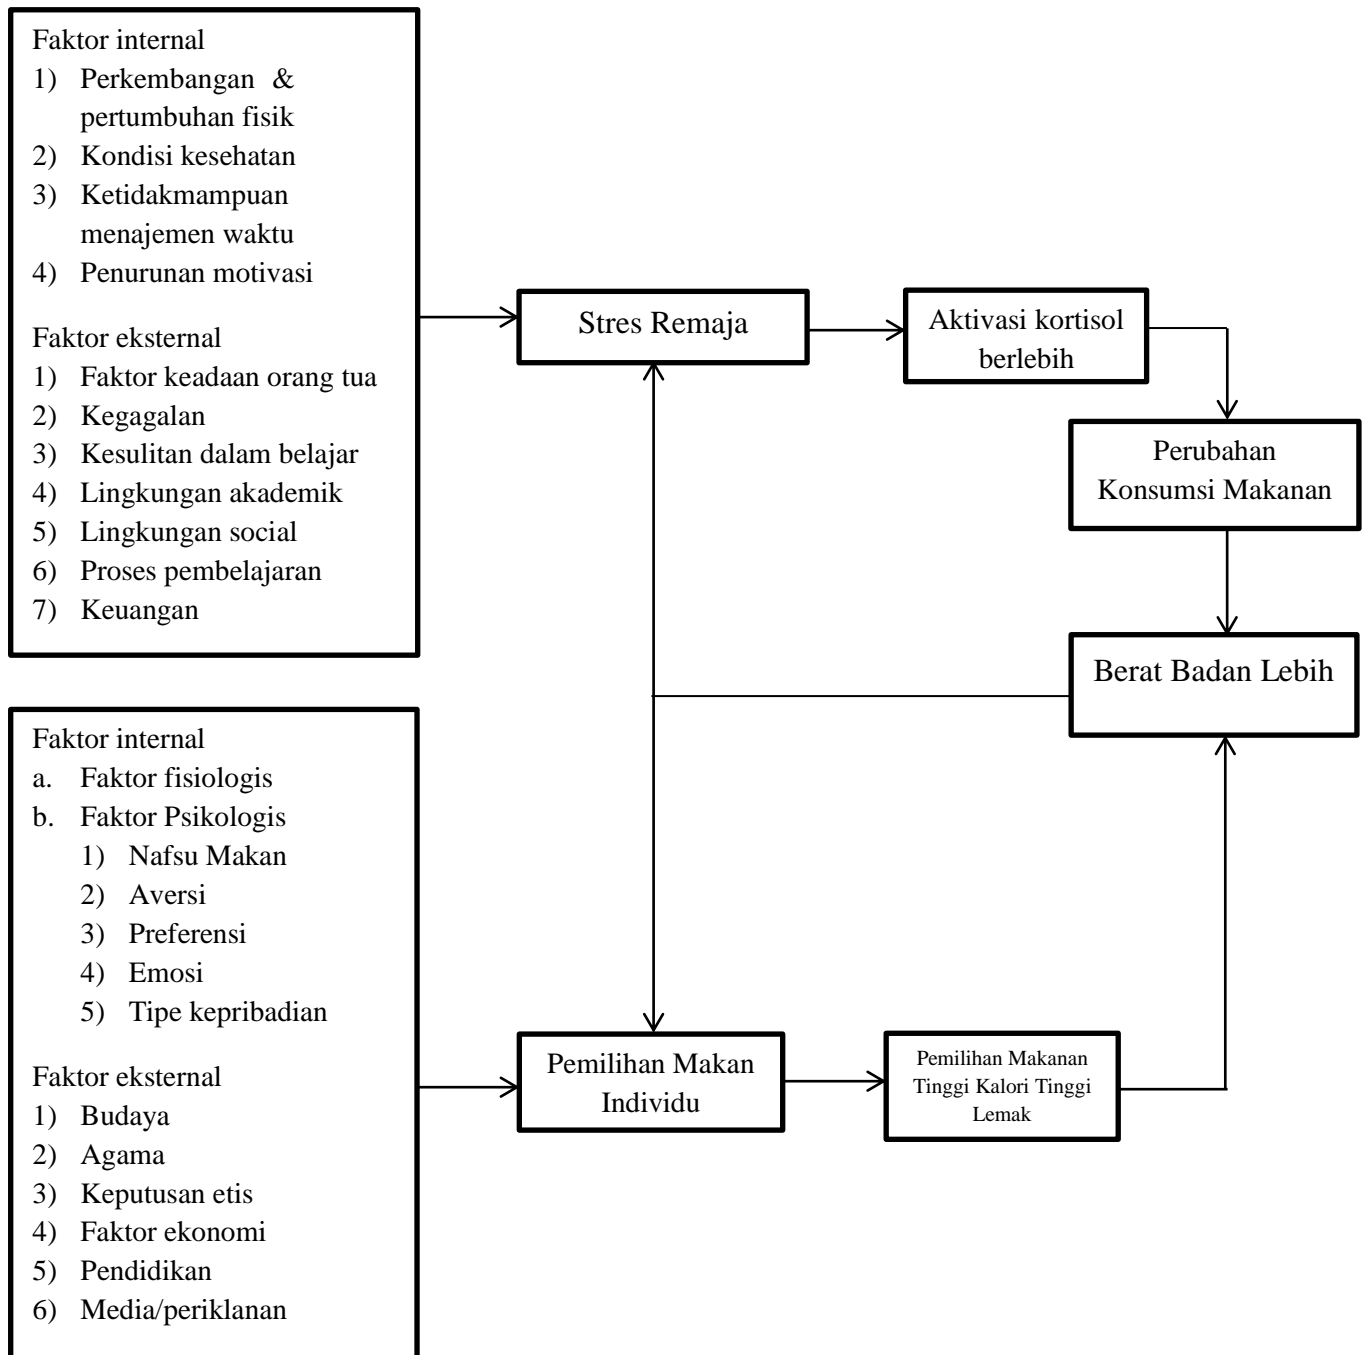 Faktor internal
1) Perkembangan &
pertumbuhan fisik
2) Kondisi kesehatan
3) Ketidakmampuan
menajemen waktu
4) Penurunan motivasi
Faktor eksternal
1) Faktor keadaan orang tua
2) Kegagalan
3) Kesulitan dalam belajar
4) Lingkungan akademik
5) Lingkungan social
6) Proses pembelajaran
7) Keuangan
Stres Remaja
Aktivasi kortisol
berlebih
Perubahan
Konsumsi Makanan
Berat Badan Lebih
Faktor internal
a. Faktor fisiologis
b. Faktor Psikologis
1) Nafsu Makan
2) Aversi
3) Preferensi
4) Emosi
5) Tipe kepribadian
Faktor eksternal
1) Budaya
2) Agama
3) Keputusan etis
4) Faktor ekonomi
5) Pendidikan
6) Media/periklanan
Pemilihan Makan
Individu
Pemilihan Makanan
Tinggi Kalori Tinggi
Lemak